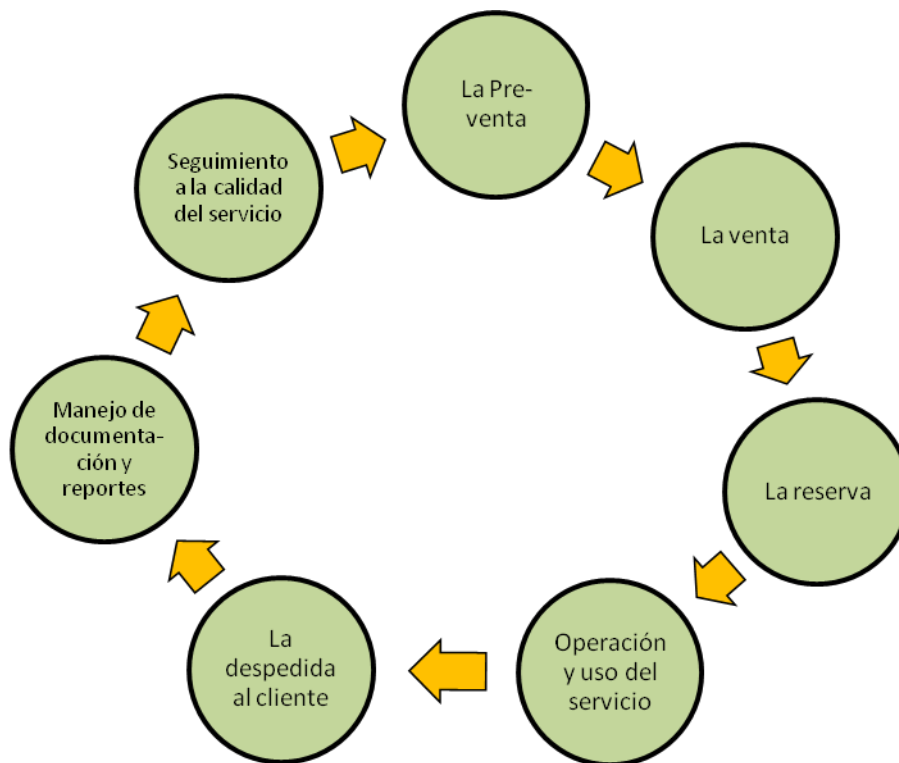 La Pre-
venta
La venta
La reserva
Operación
y uso del
servicio
La
despedida
al cliente
Manejo de
documenta-
ción y
reportes
Seguimiento
a la calidad
del servicio